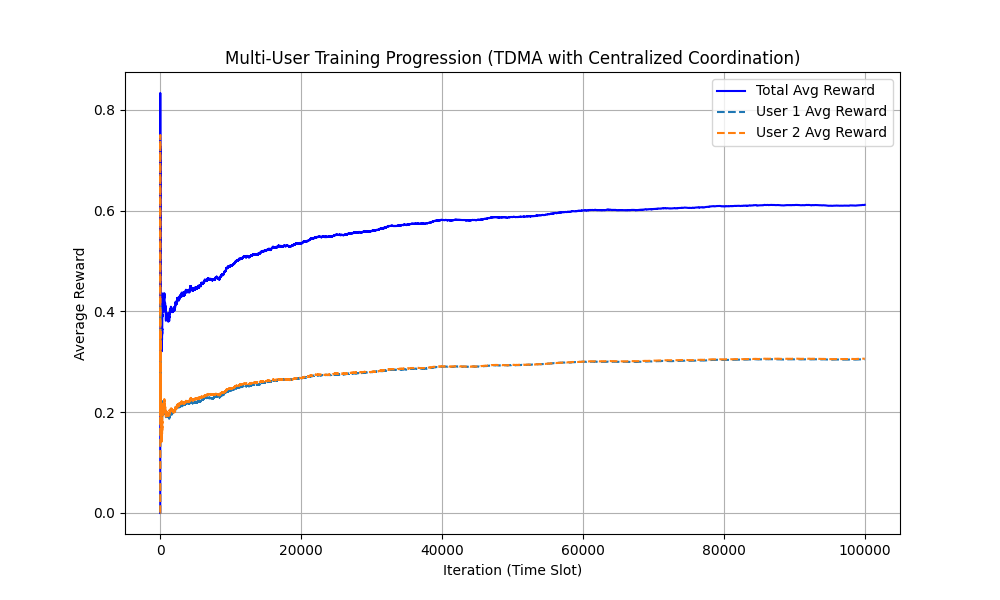 Multi-User Training Progression (TDMA with Centralized Coordination)
Total Avg Reward
User 1 Avg Reward
User 2 Avg Reward
Average Reward
0.8
0.6
0.4
0.2
0.0
0 20000 40000 60000 80000 100000
Iteration (Time Slot)